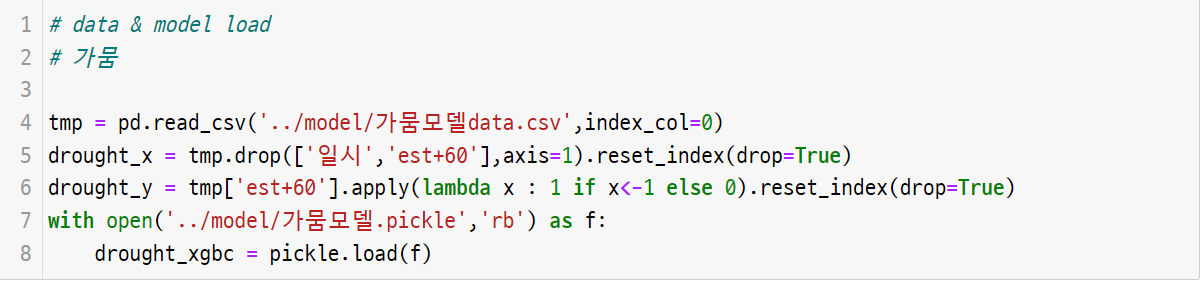 1 # data & model load
2 # 가뭄
3
4 tmp = pd.read_csv('../model/가뭄모델data.csv',index_col=0)
5 drought_x = tmp.drop(['일시','est+60'],axis=1).reset_index(drop=True)
6 drought_y = tmp['est+60'].apply(lambda x : 1 if x<-1 else 0).reset_index(drop=True)
7 with open('../model/가뭄모델.pickle','rb') as f:
8     drought_xgbc = pickle.load(f)